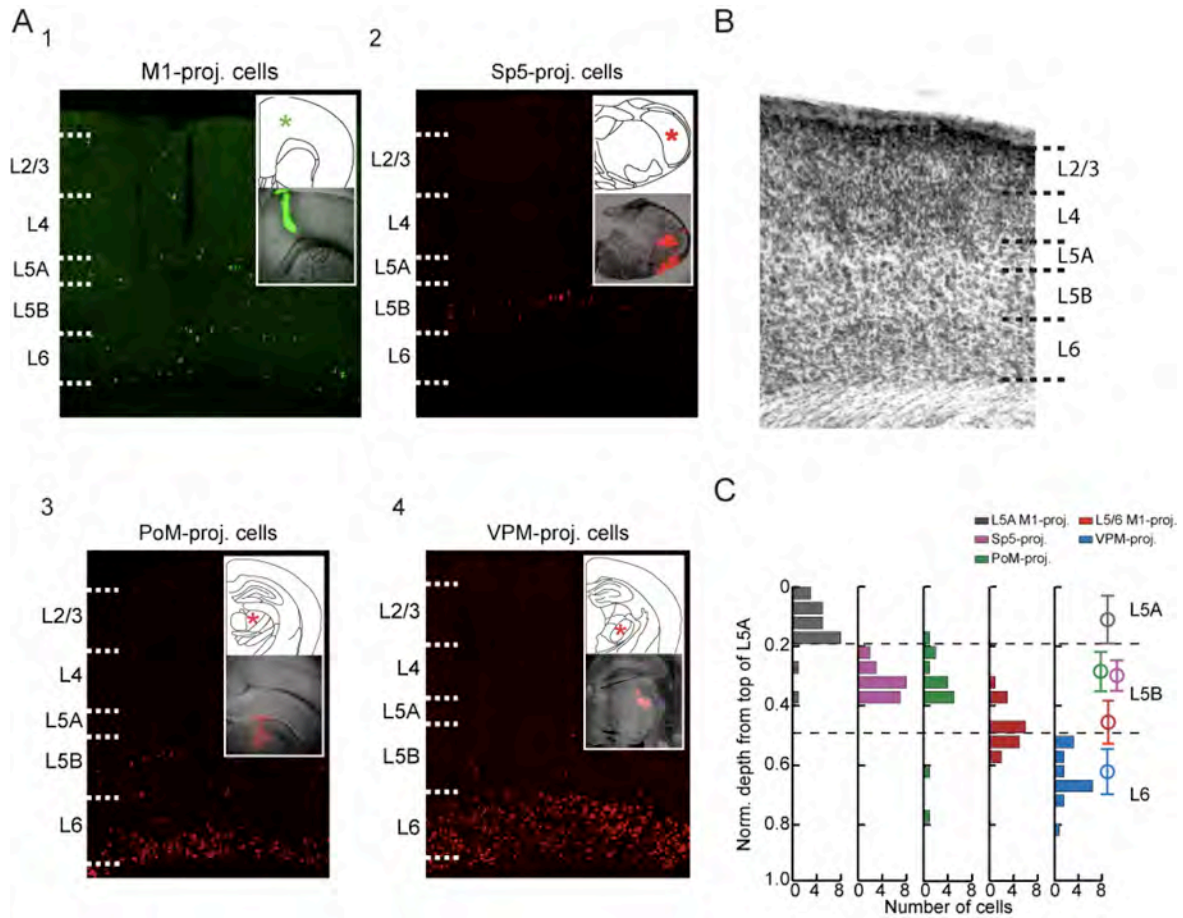 A
1
M1-proj. cells
L2/3
L4
L5A
L5B
L6
*
2
Sp5-proj. cells
L2/3
L4
L5A
L5B
L6
*
B
L2/3
L4
L5A
L5B
L6
3
PoM-proj. cells
L2/3
L4
L5A
L5B
L6
*
4
VPM-proj. cells
L2/3
L4
L5A
L5B
L6
*
C
L5A M1-proj. L5/6 M1-proj.
Sp5-proj. VPM-proj.
PoM-proj.
Norm. depth from top of L5A
0
0.2
0.4
0.6
0.8
1.0
L5A
L5B
L6
0 4 8 0 4 8 0 4 8 0 4 8 0 4 8
Number of cells